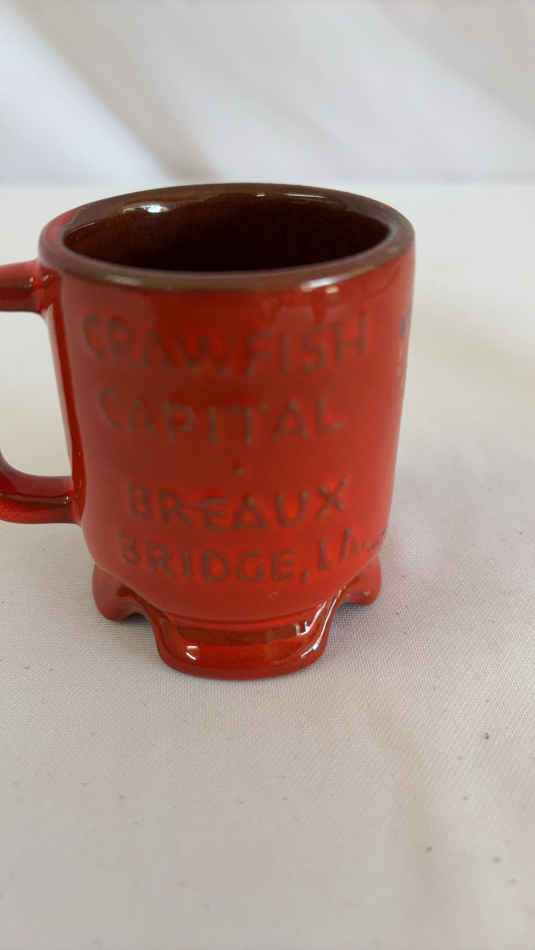 CRAWFISH
CAPITAL
BREAUX
BRIDGE, LA.